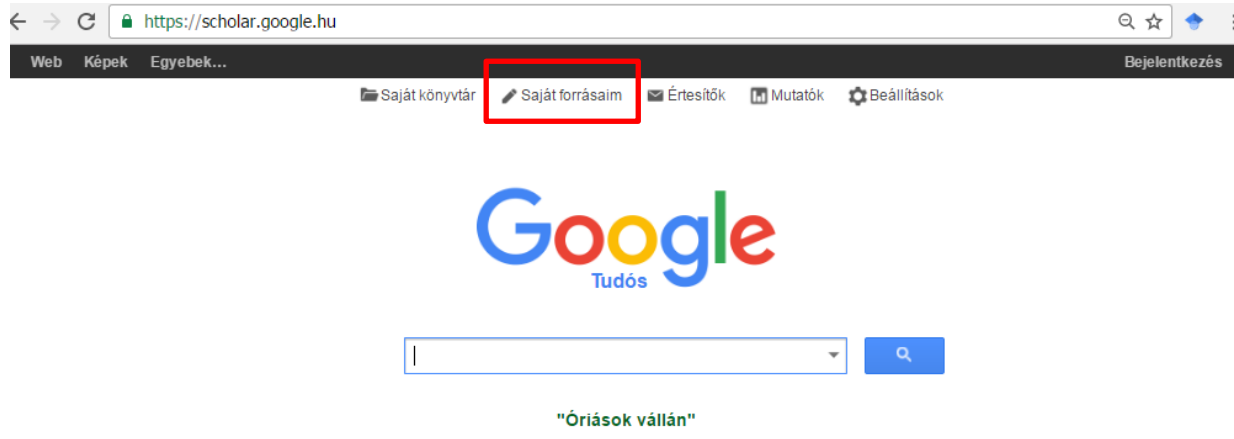 https://scholar.google.hu
Web Képek Egyebek... Bejelentkezés
Saját könyvtár Saját forrásaim Értesítők Mutatók Beállítások
Google
Tudós
"Óriások vállán"